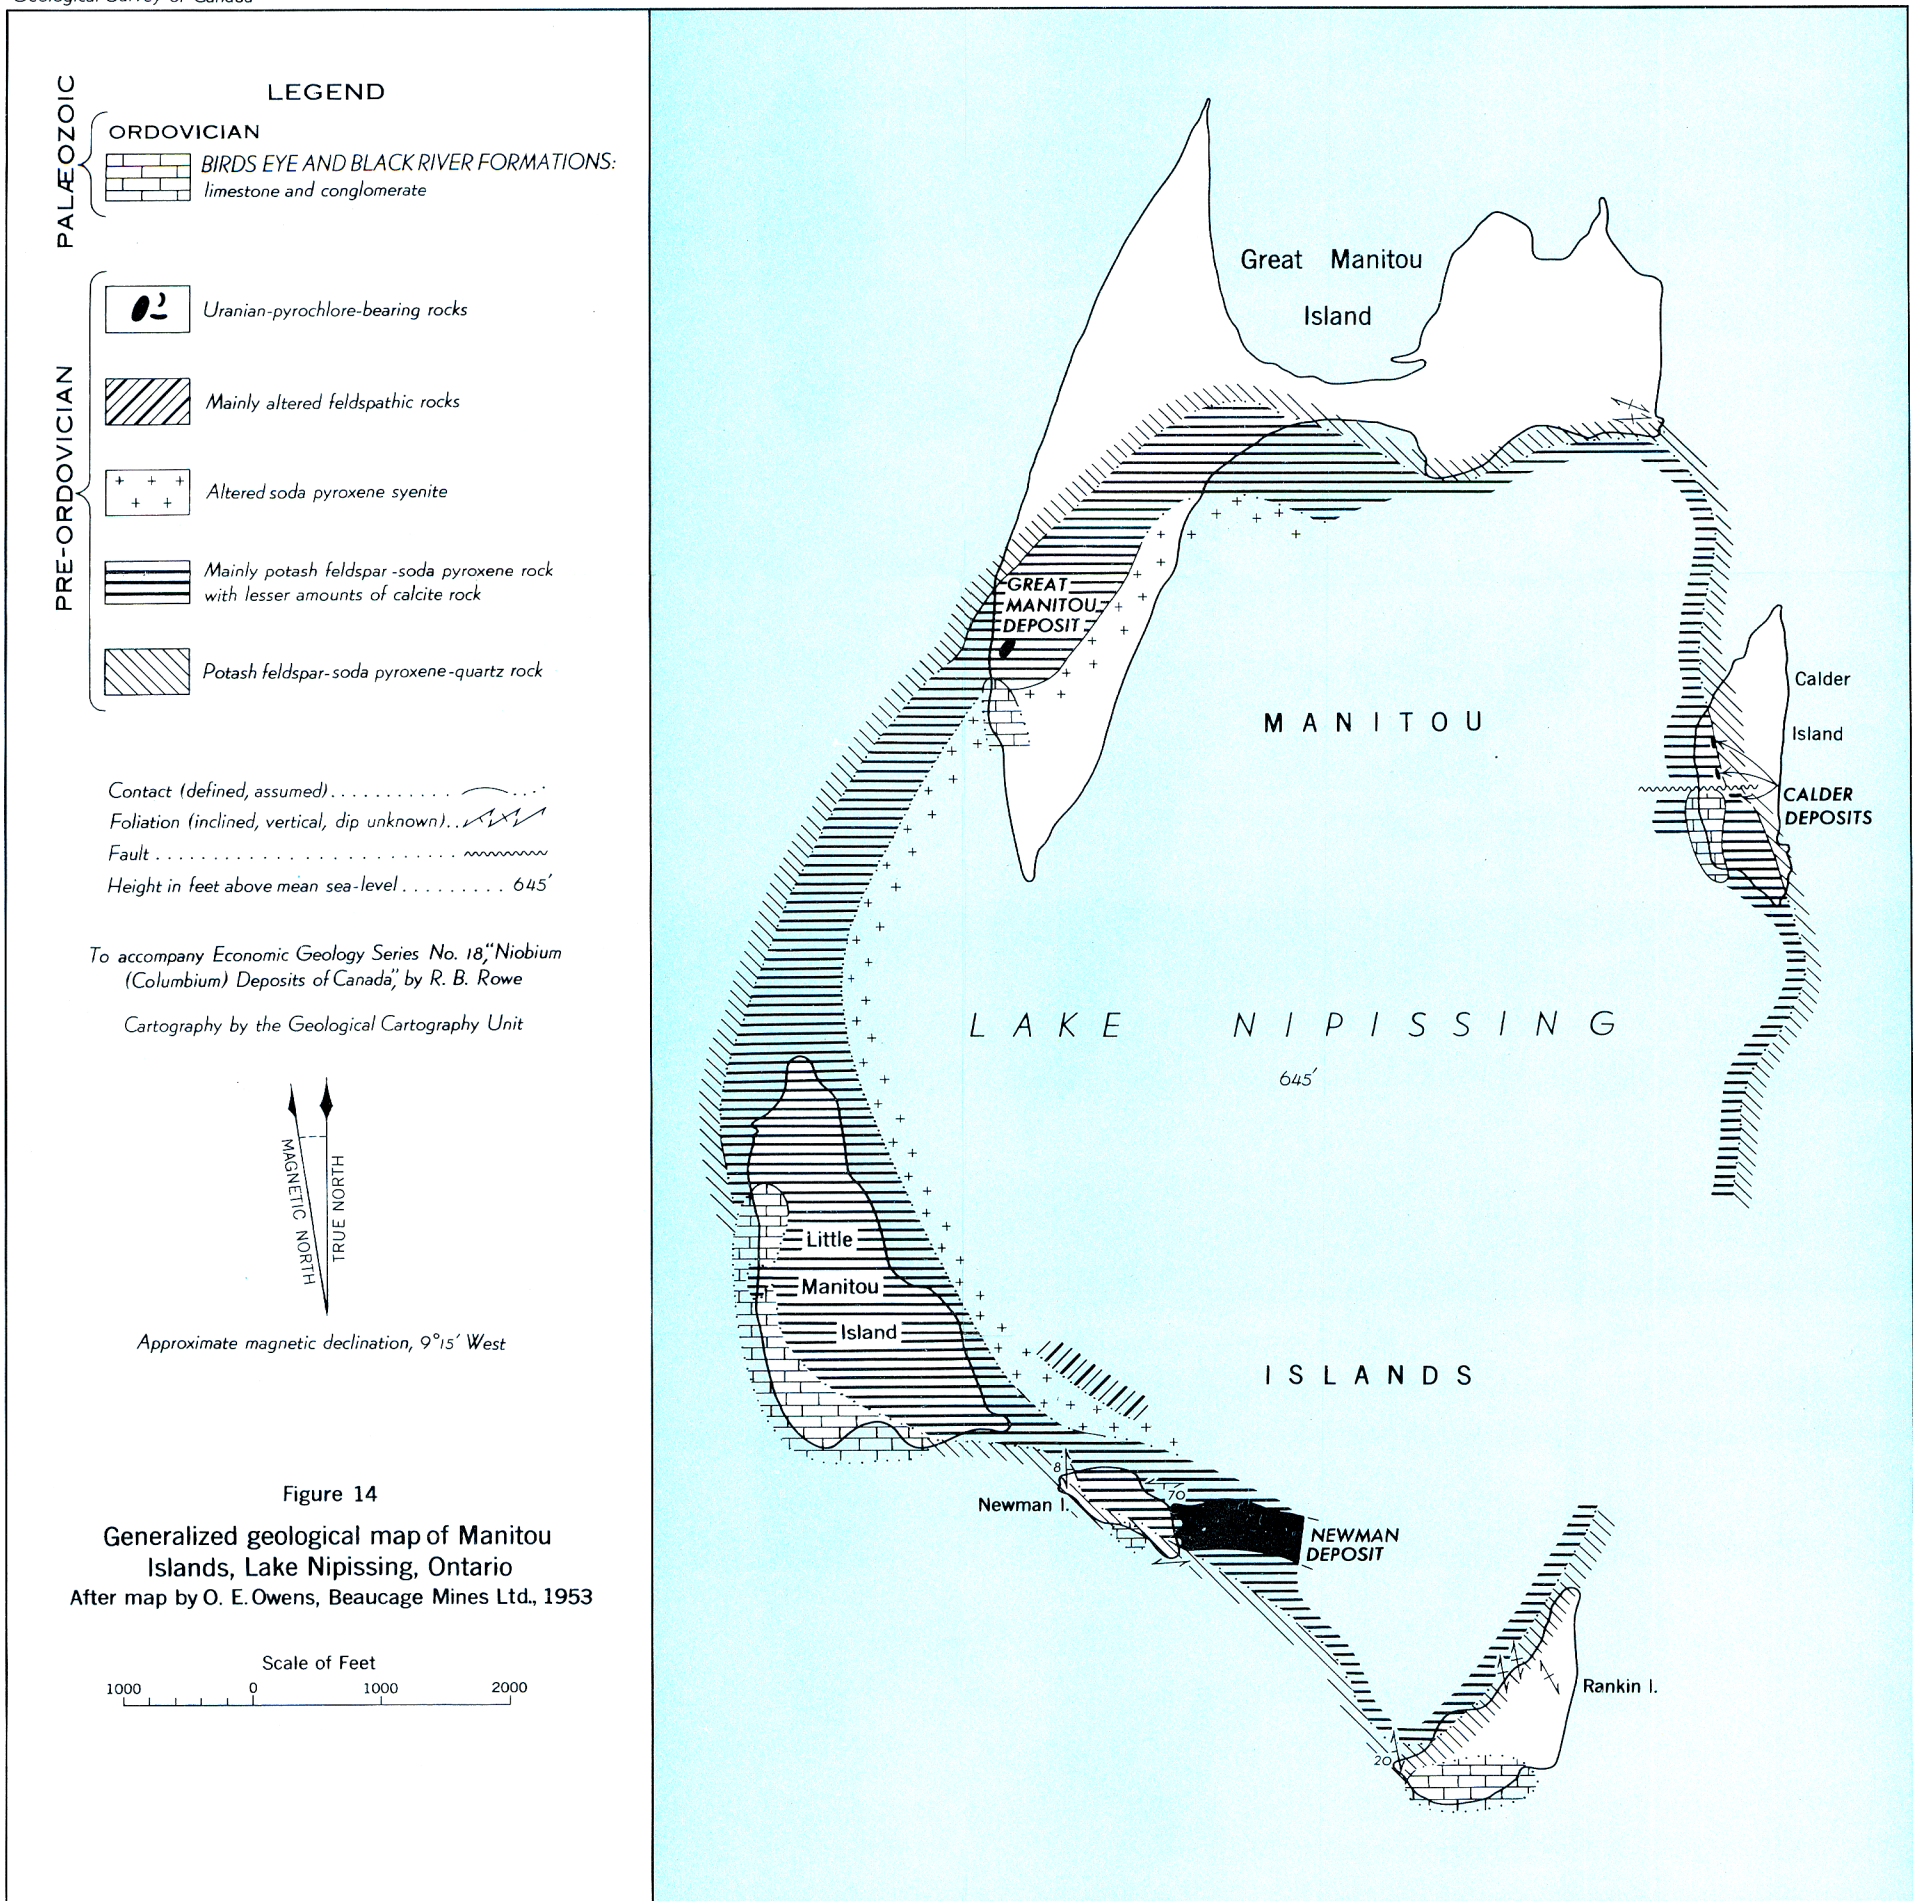 Geological Survey of Canada
LEGEND
PALÆOZOIC
ORDOVICIAN
BIRDS EYE AND BLACK RIVER FORMATIONS:
limestone and conglomerate
PRE-ORDOVICIAN
Uranian-pyrochlore-bearing rocks
Mainly altered feldspathic rocks
Altered soda pyroxene syenite
Mainly potash feldspar-soda pyroxene rock
with lesser amounts of calcite rock
Potash feldspar-soda pyroxene-quartz rock
Contact (defined, assumed)
Foliation (inclined, vertical, dip unknown)
Fault
Height in feet above mean sea-level 645′
To accompany Economic Geology Series No. 18, "Niobium
(Columbium) Deposits of Canada", by R. B. Rowe
Cartography by the Geological Cartography Unit
MAGNETIC NORTH
TRUE NORTH
Approximate magnetic declination, 9°15′ West
Figure 14
Generalized geological map of Manitou
Islands, Lake Nipissing, Ontario
After map by O. E. Owens, Beaucage Mines Ltd., 1953
Scale of Feet
1000 0 1000 2000
Great Manitou
Island
GREAT
MANITOU
DEPOSIT
Calder
Island
MANITOU
CALDER
DEPOSITS
LAKE NIPISSING
645′
Little
Manitou
Island
ISLANDS
8
70
Newman I.
NEWMAN
DEPOSIT
Rankin I.
20